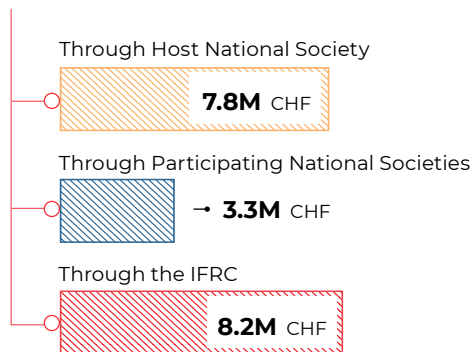 Through Host National Society
7.8M CHF
Through Participating National Societies
3.3M CHF
Through the IFRC
8.2M CHF